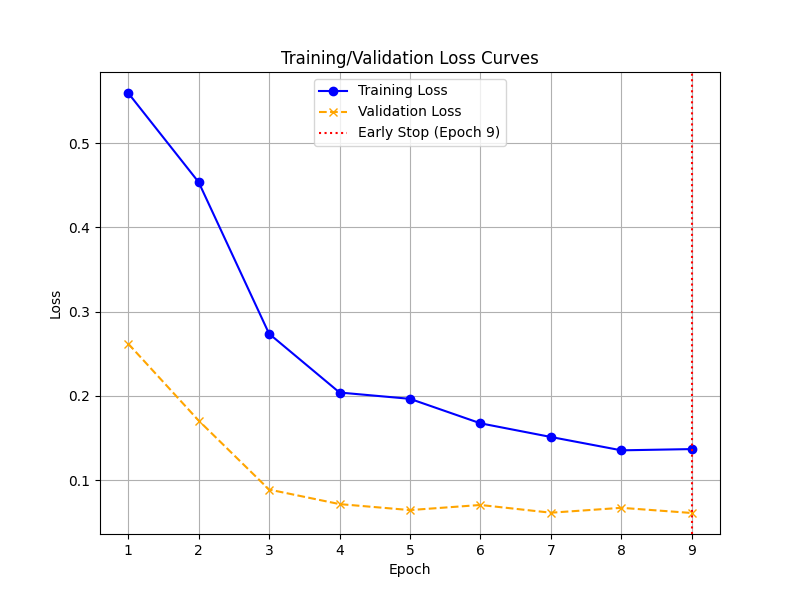 Training/Validation Loss Curves
Training Loss
Validation Loss
Early Stop (Epoch 9)
0.5
0.4
0.3
0.2
0.1
Loss
1 2 3 4 5 6 7 8 9
Epoch